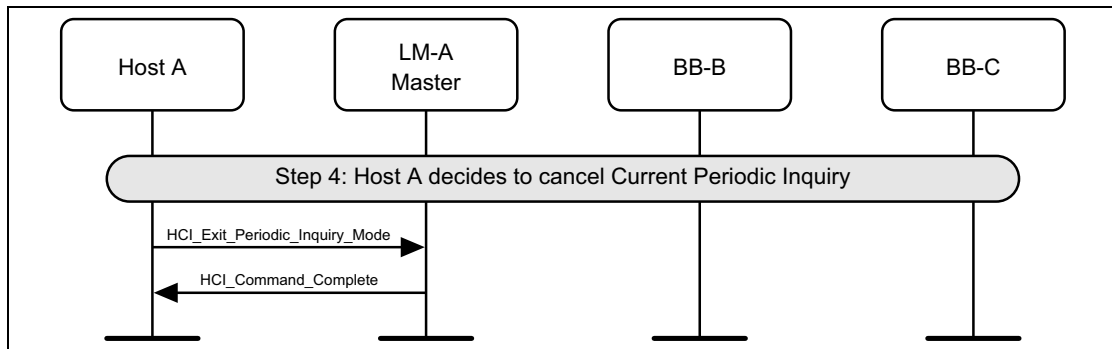 Host A
LM-A
Master
BB-B
BB-C
Step 4: Host A decides to cancel Current Periodic Inquiry
HCI_Exit_Periodic_Inquiry_Mode
HCI_Command_Complete